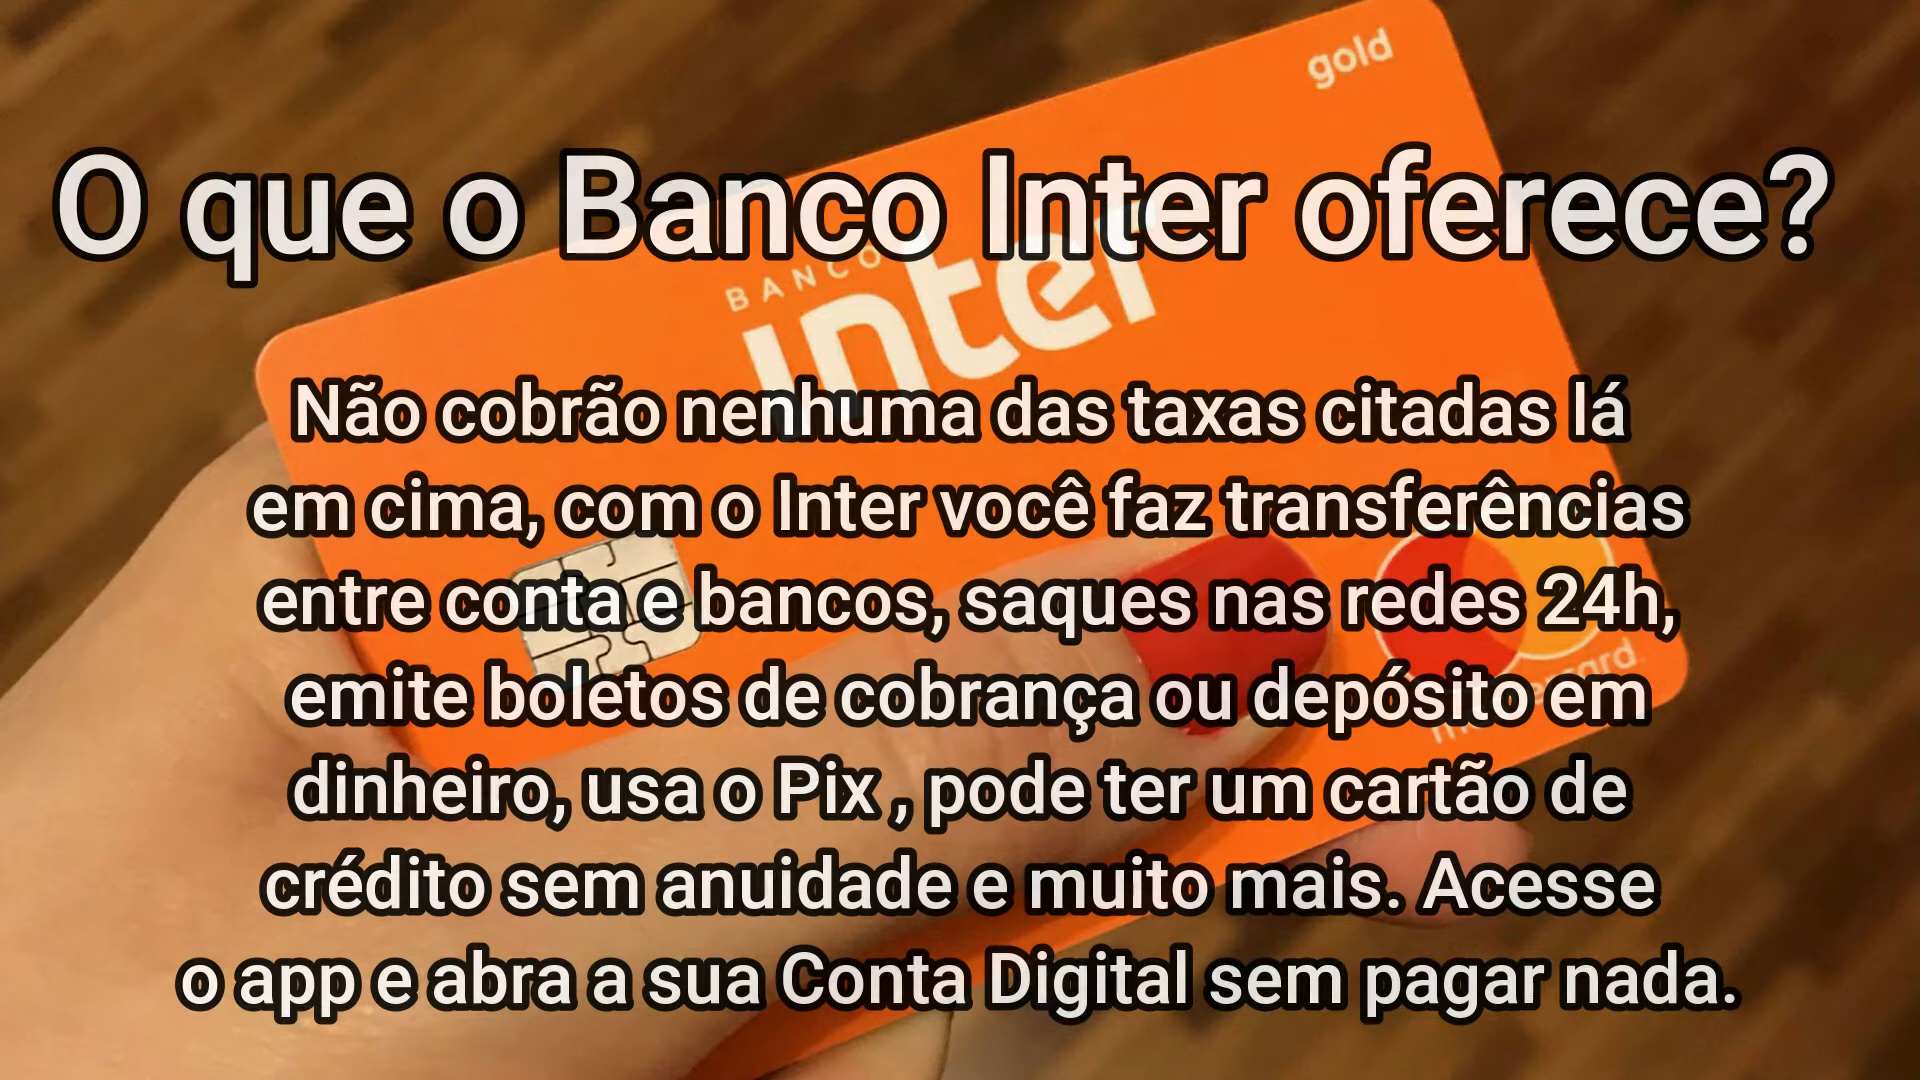 gold
O que o Banco Inter oferece?
BANCO
inter
Não cobrão nenhuma das taxas citadas lá
em cima, com o Inter você faz transferências
entre conta e bancos, saques nas redes 24h,
emite boletos de cobrança ou depósito em
dinheiro, usa o Pix , pode ter um cartão de
crédito sem anuidade e muito mais. Acesse
o app e abra a sua Conta Digital sem pagar nada.